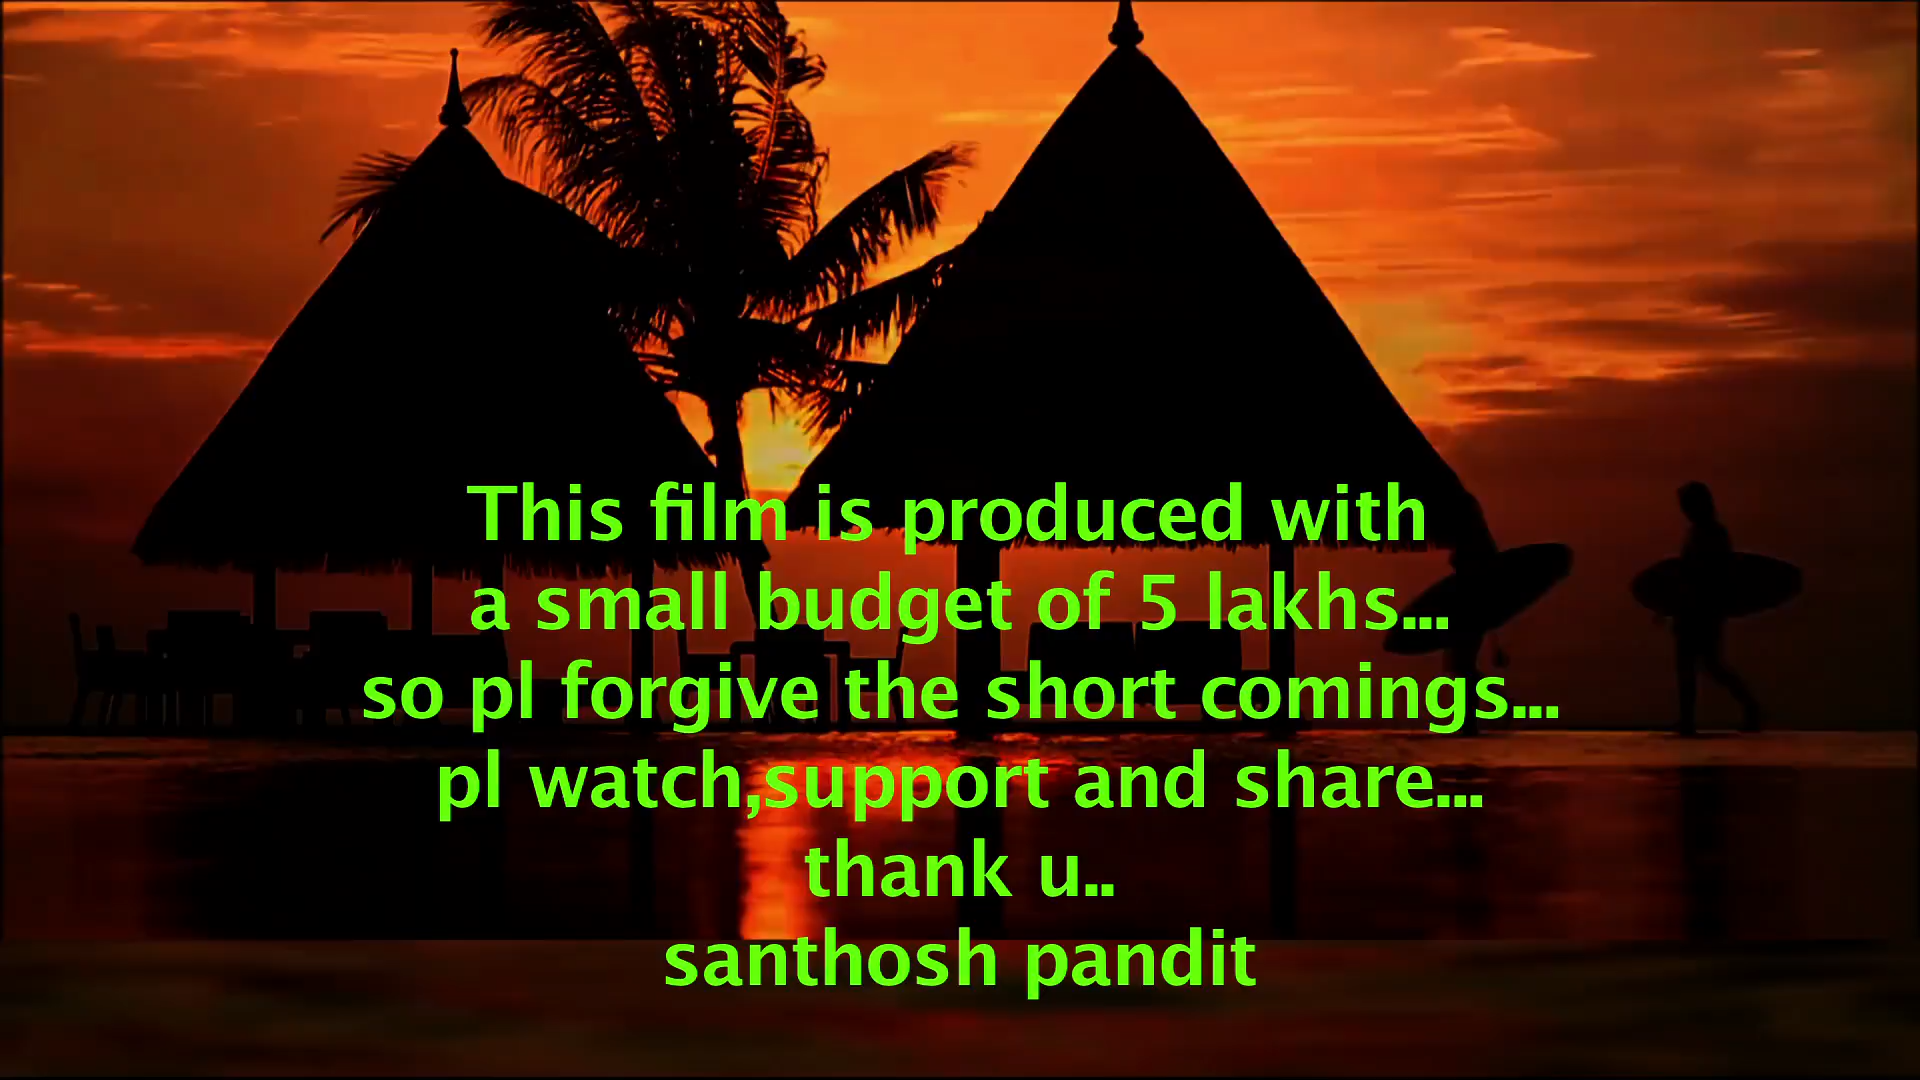 This film is produced with
a small budget of 5 lakhs...
so pl forgive the short comings...
pl watch,support and share...
thank u..
santhosh pandit